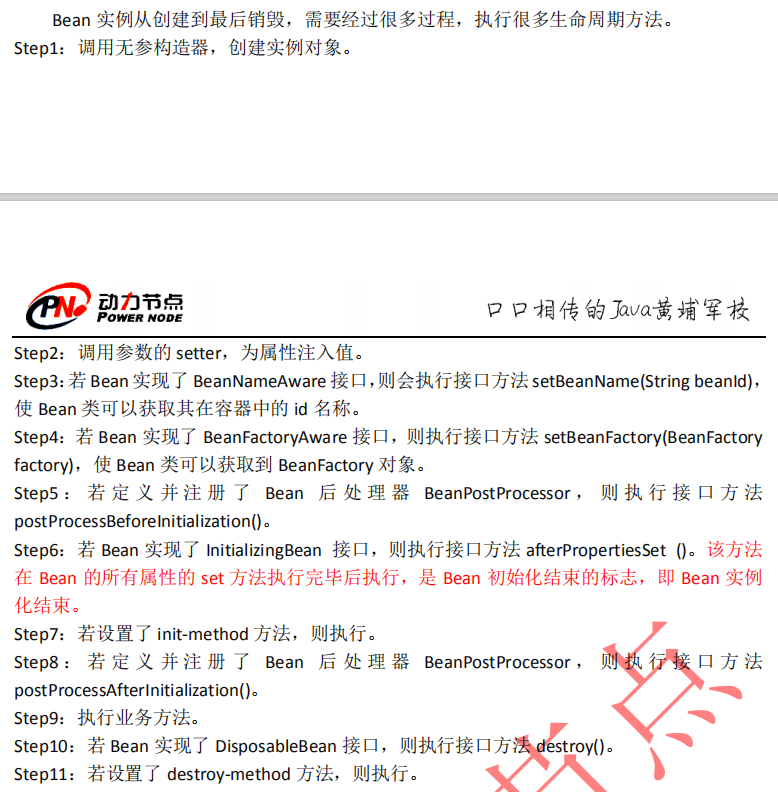 Bean 实例从创建到最后销毁，需要经过很多过程，执行很多生命周期方法。
Step1：调用无参构造器，创建实例对象。
PN
动力节点
POWER NODE
口口相传的Java黄埔军校
Step2：调用参数的 setter，为属性注入值。
Step3：若 Bean 实现了 BeanNameAware 接口，则会执行接口方法 setBeanName(String beanId)，
使 Bean 类可以获取其在容器中的 id 名称。
Step4：若 Bean 实现了 BeanFactoryAware 接口，则执行接口方法 setBeanFactory(BeanFactory
factory)，使 Bean 类可以获取到 BeanFactory 对象。
Step5：若定义并注册了 Bean 后处理器 BeanPostProcessor，则执行接口方法
postProcessBeforeInitialization()。
Step6：若 Bean 实现了 InitializingBean 接口，则执行接口方法 afterPropertiesSet ()。该方法
在 Bean 的所有属性的 set 方法执行完毕后执行，是 Bean 初始化结束的标志，即 Bean 实例
化结束。
Step7：若设置了 init-method 方法，则执行。
Step8：若定义并注册了 Bean 后处理器 BeanPostProcessor，则执行接口方法
postProcessAfterInitialization()。
Step9：执行业务方法。
Step10：若 Bean 实现了 DisposableBean 接口，则执行接口方法 destroy()。
Step11：若设置了 destroy-method 方法，则执行。
节点